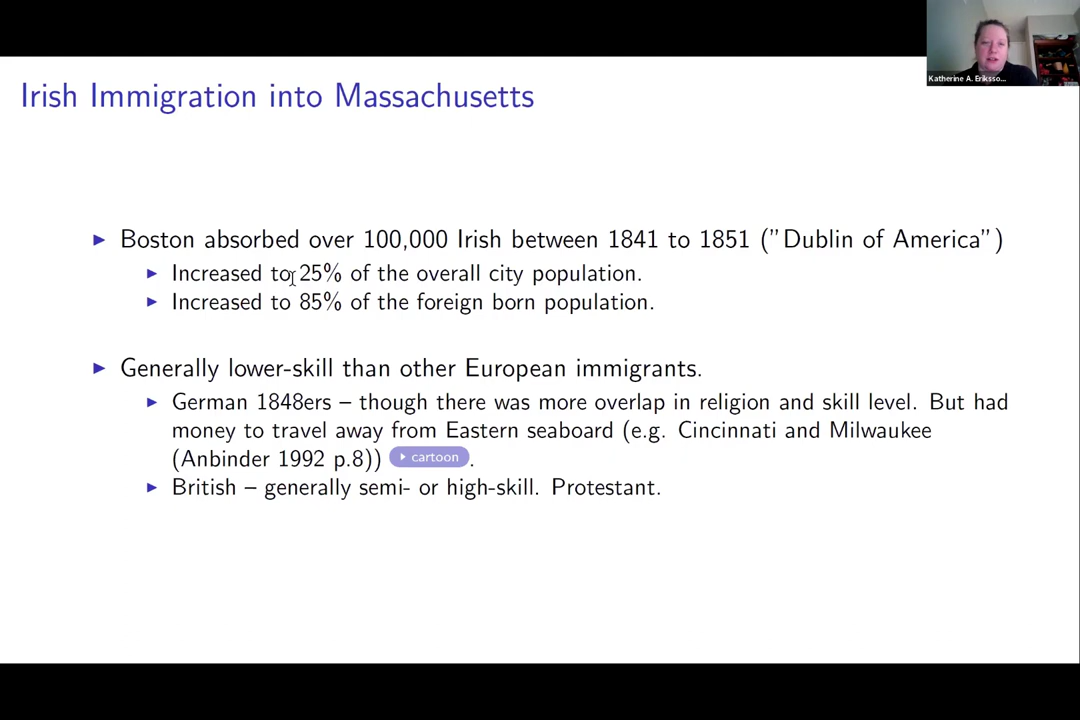 Katherine A. Eriksso...
Irish Immigration into Massachusetts
Boston absorbed over 100,000 Irish between 1841 to 1851 ("Dublin of America")
Increased to 25% of the overall city population.
Increased to 85% of the foreign born population.
Generally lower-skill than other European immigrants.
German 1848ers – though there was more overlap in religion and skill level. But had
money to travel away from Eastern seaboard (e.g. Cincinnati and Milwaukee
(Anbinder 1992 p.8)) cartoon .
British – generally semi- or high-skill. Protestant.